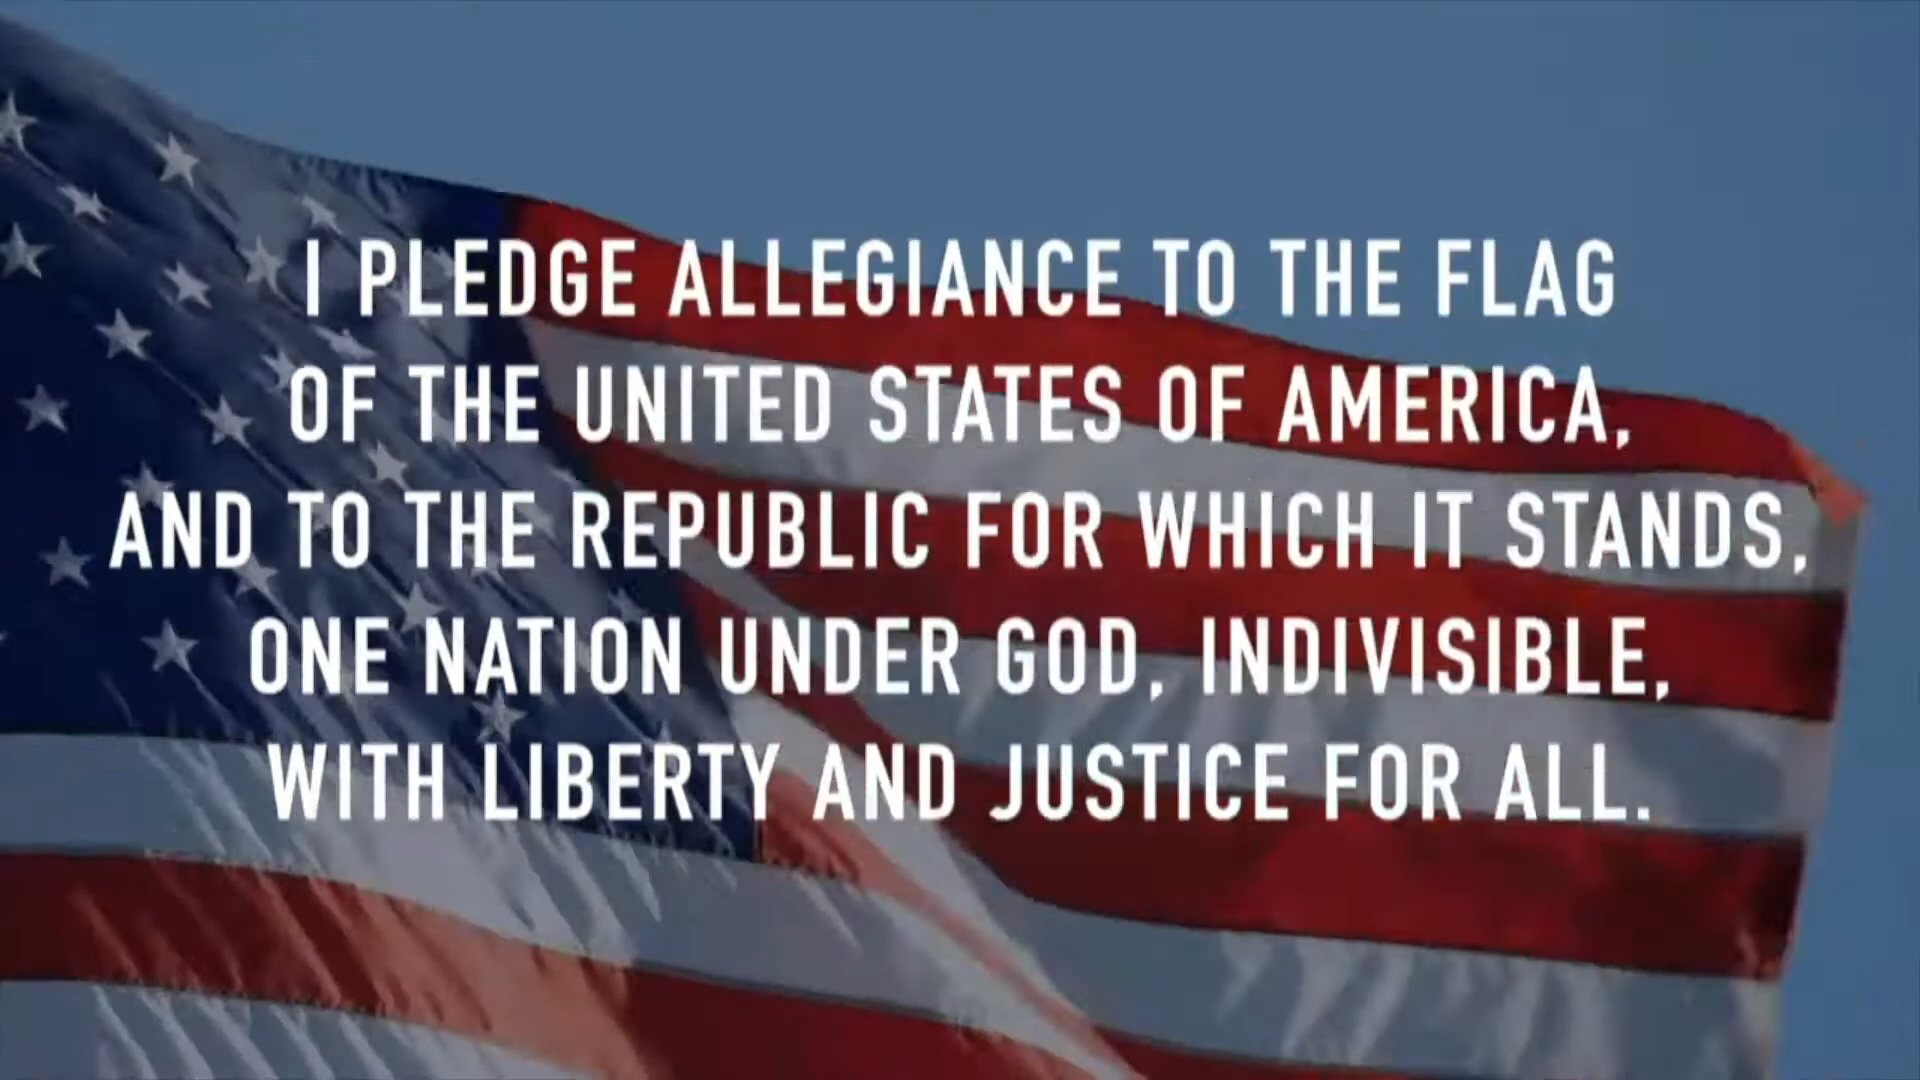 I PLEDGE ALLEGIANCE TO THE FLAG
OF THE UNITED STATES OF AMERICA,
AND TO THE REPUBLIC FOR WHICH IT STANDS,
ONE NATION UNDER GOD, INDIVISIBLE,
WITH LIBERTY AND JUSTICE FOR ALL.